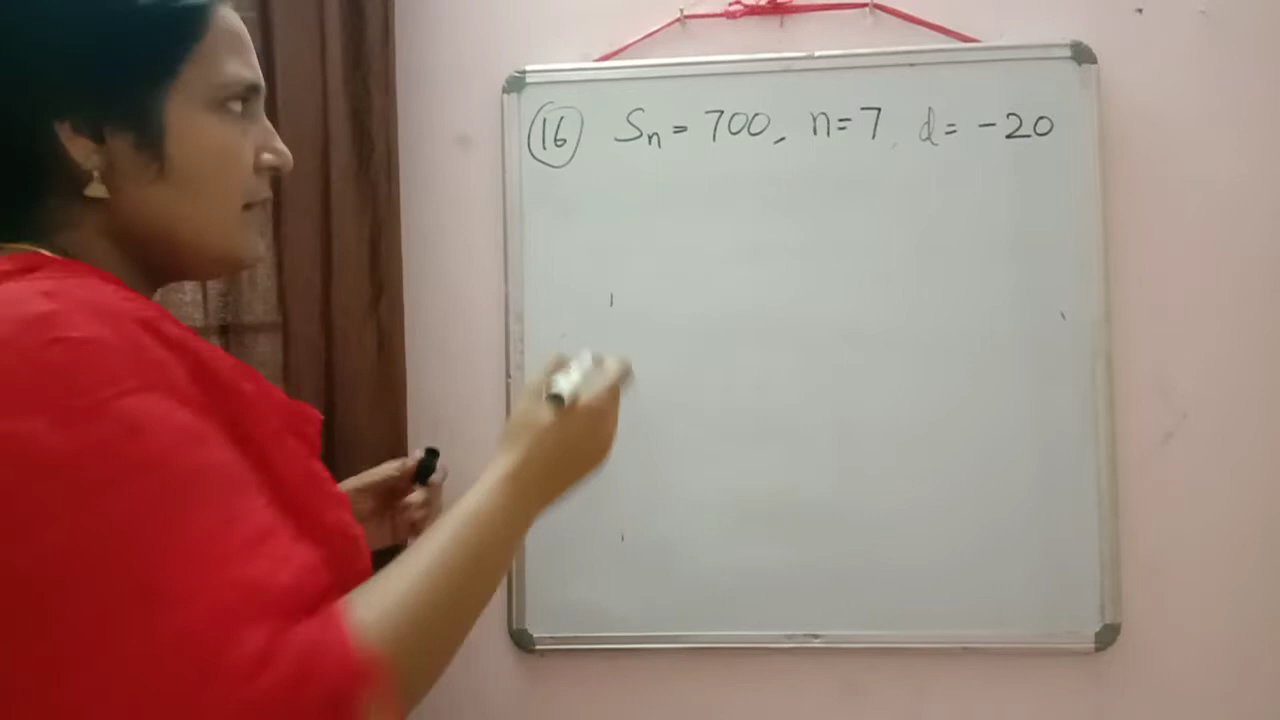 16 Sn = 700, n = 7, d = -20